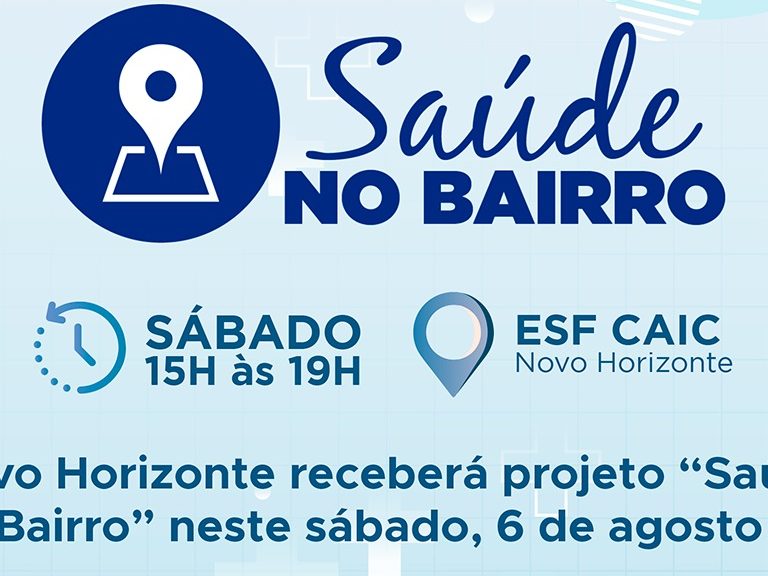 Saúde
NO BAIRRO
SÁBADO
15H às 19H
ESF CAIC
Novo Horizonte
vo Horizonte receberá projeto “Saú
Bairro” neste sábado, 6 de agosto